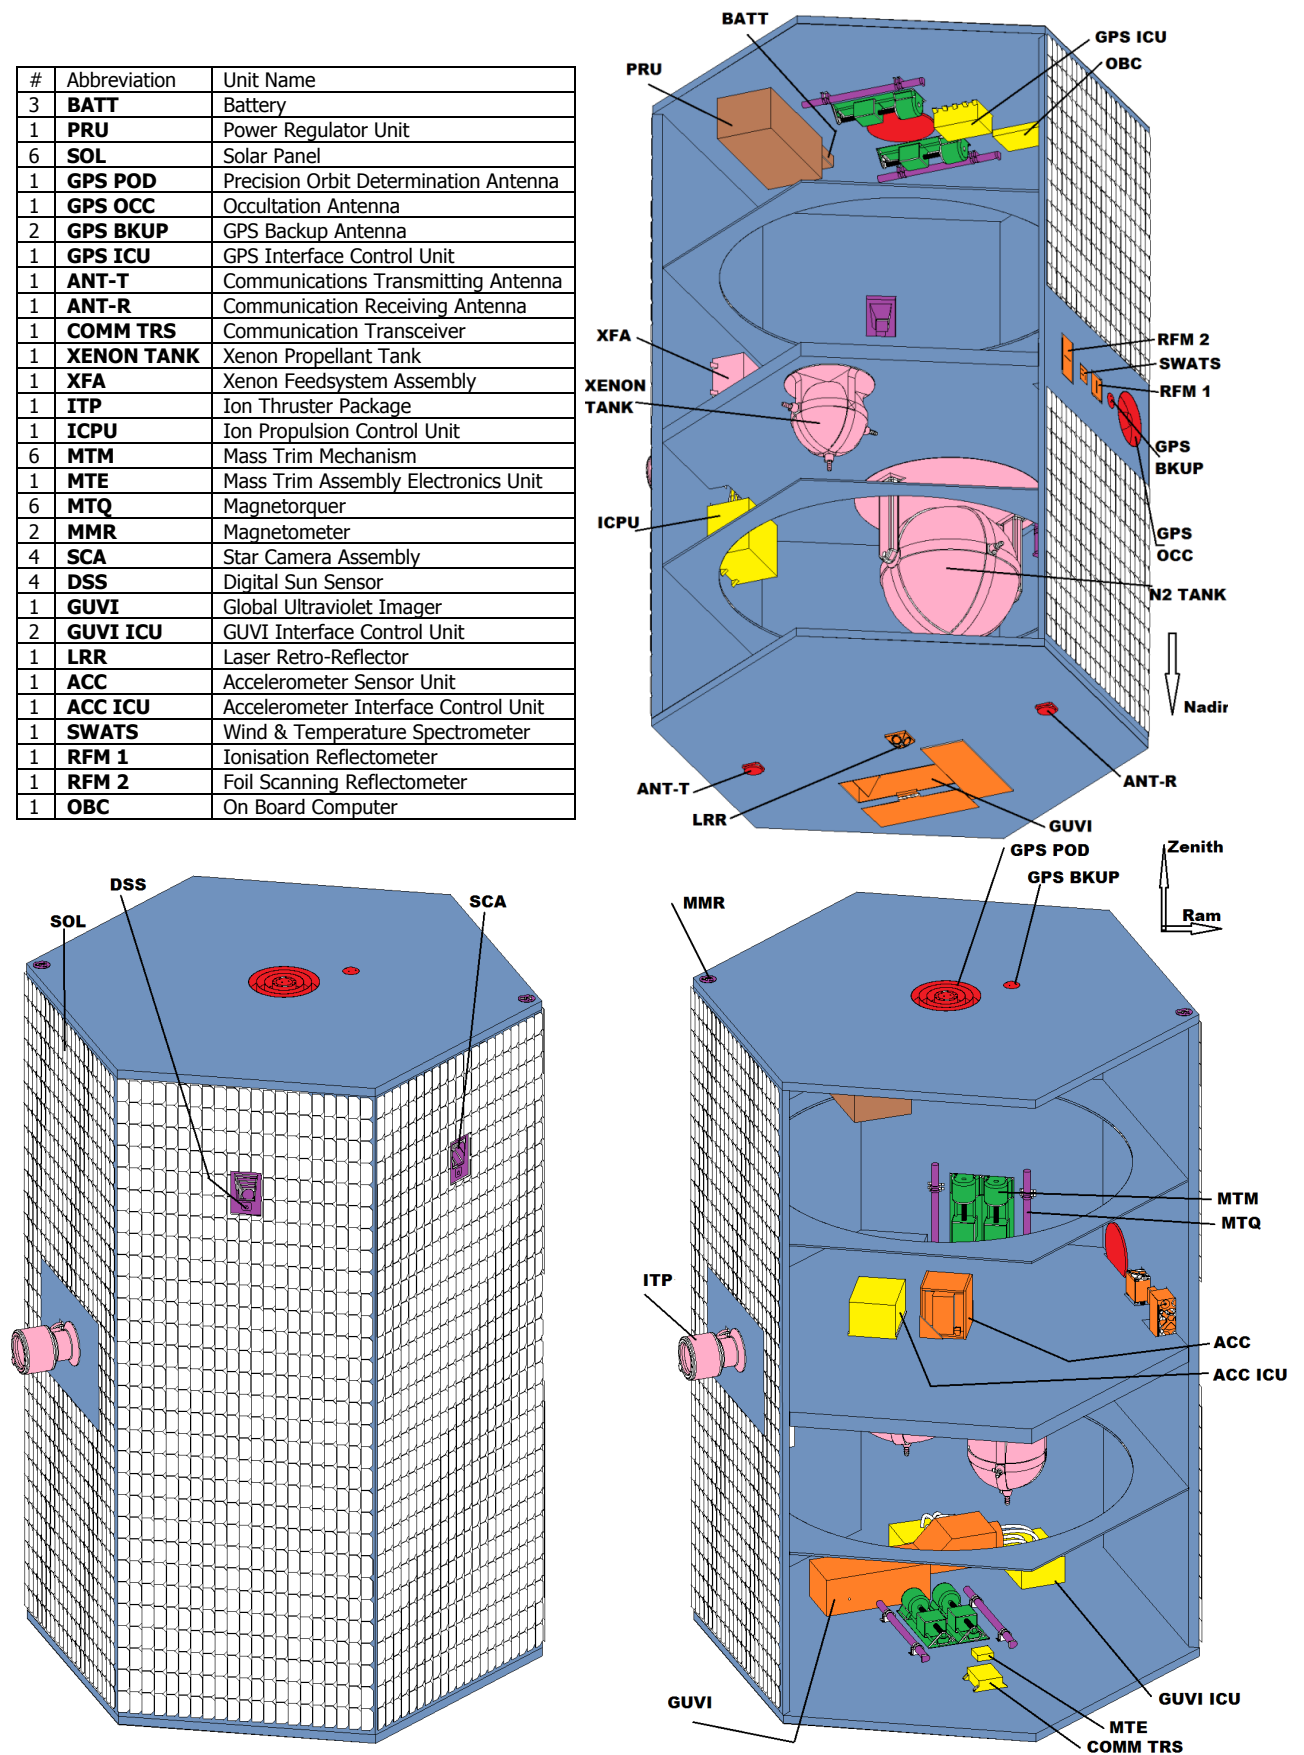 # Abbreviation Unit Name
3 BATT Battery
1 PRU Power Regulator Unit
6 SOL Solar Panel
1 GPS POD Precision Orbit Determination Antenna
1 GPS OCC Occultation Antenna
2 GPS BKUP GPS Backup Antenna
1 GPS ICU GPS Interface Control Unit
1 ANT-T Communications Transmitting Antenna
1 ANT-R Communication Receiving Antenna
1 COMM TRS Communication Transceiver
1 XENON TANK Xenon Propellant Tank
1 XFA Xenon Feedsystem Assembly
1 ITP Ion Thruster Package
1 ICPU Ion Propulsion Control Unit
6 MTM Mass Trim Mechanism
1 MTE Mass Trim Assembly Electronics Unit
6 MTQ Magnetorquer
2 MMR Magnetometer
4 SCA Star Camera Assembly
4 DSS Digital Sun Sensor
1 GUVI Global Ultraviolet Imager
2 GUVI ICU GUVI Interface Control Unit
1 LRR Laser Retro-Reflector
1 ACC Accelerometer Sensor Unit
1 ACC ICU Accelerometer Interface Control Unit
1 SWATS Wind & Temperature Spectrometer
1 RFM 1 Ionisation Reflectometer
1 RFM 2 Foil Scanning Reflectometer
1 OBC On Board Computer
BATT
GPS ICU
OBC
PRU
XFA
RFM 2
SWATS
RFM 1
XENON
TANK
GPS
BKUP
ICPU
GPS
OCC
N2 TANK
Nadir
ANT-T
ANT-R
LRR
GUVI
DSS
SCA
SOL
GPS POD
GPS BKUP
MMR
Zenith
Ram
MTM
MTQ
ITP
ACC
ACC ICU
GUVI
GUVI ICU
MTE
COMM TRS